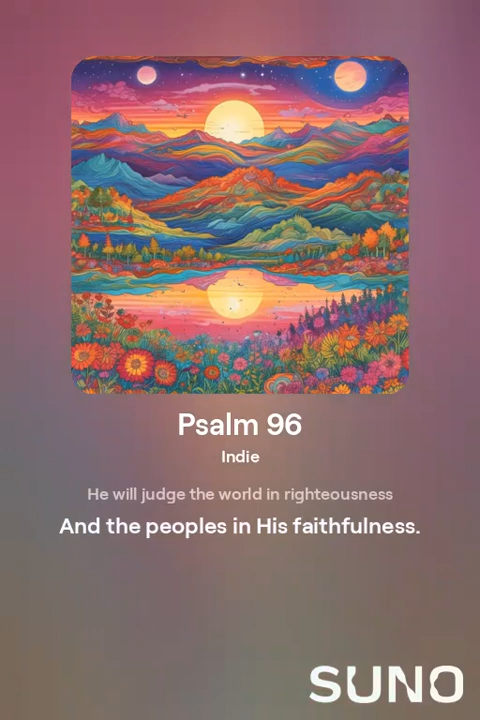 Psalm 96
Indie
He will judge the world in righteousness
And the peoples in His faithfulness.
SUNO